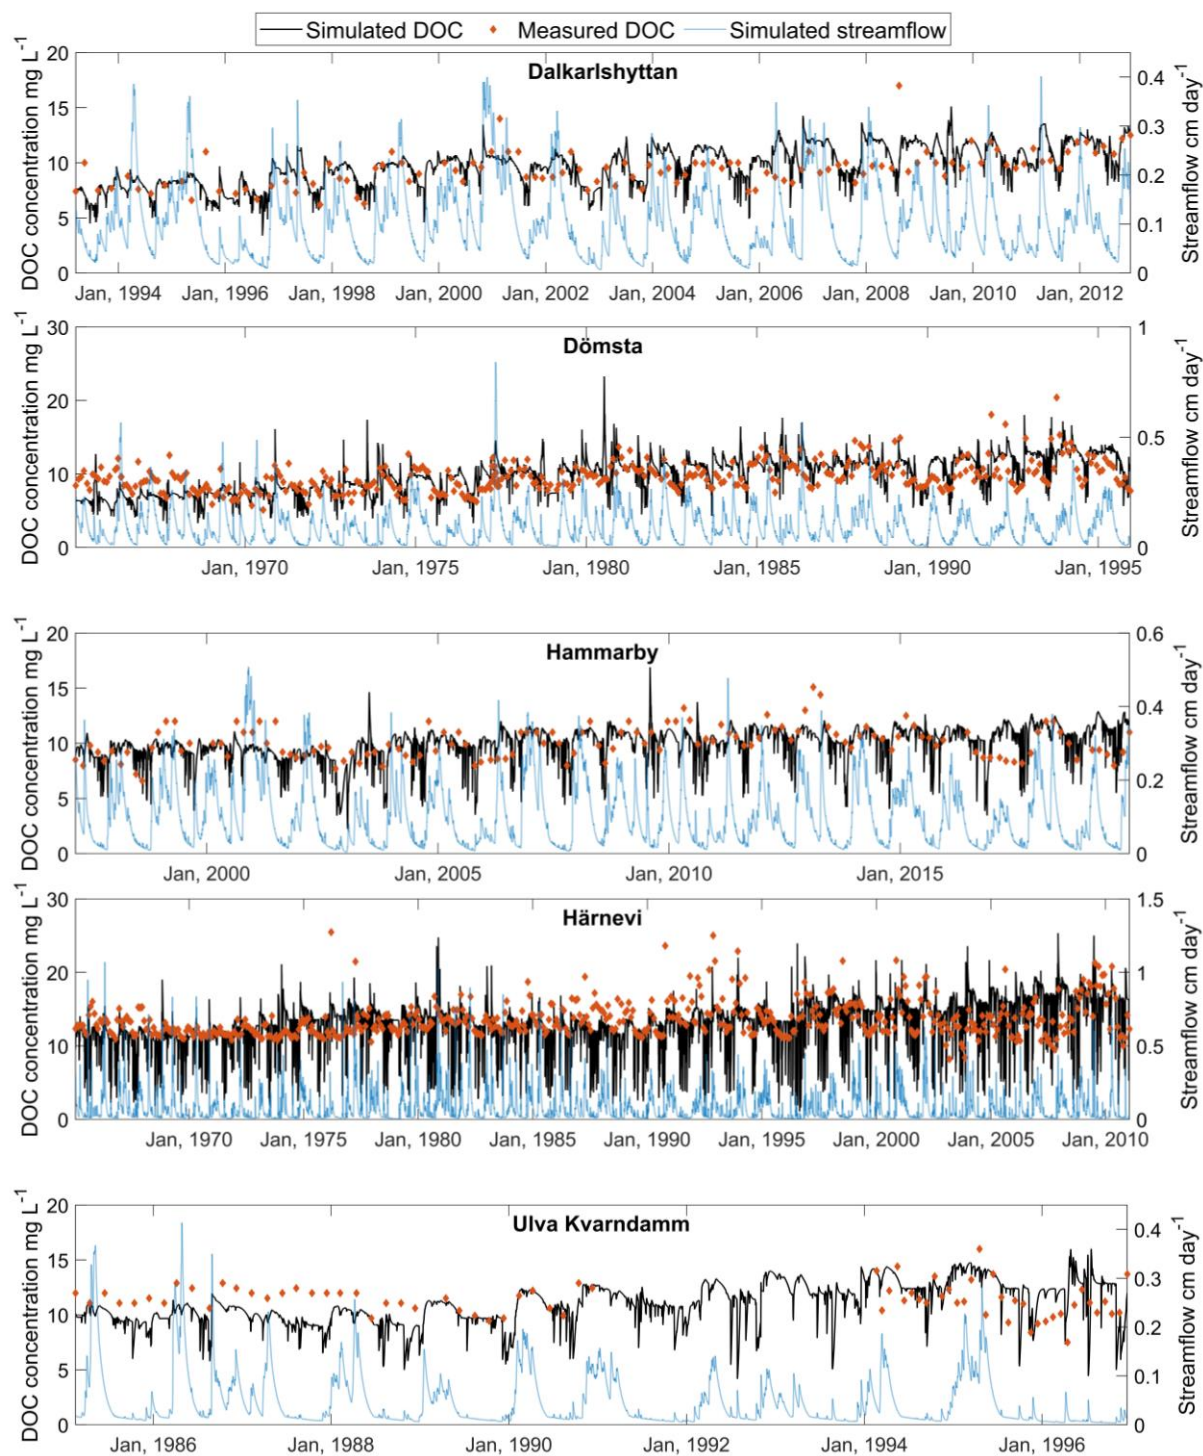 Simulated DOC Measured DOC Simulated streamflow
Dalkarlshyttan
DOC concentration mg L⁻¹
20
15
10
5
0
0.4
0.3
0.2
0.1
0
Streamflow cm day⁻¹
Jan, 1994 Jan, 1996 Jan, 1998 Jan, 2000 Jan, 2002 Jan, 2004 Jan, 2006 Jan, 2008 Jan, 2010 Jan, 2012
Dömsta
DOC concentration mg L⁻¹
30
20
10
0
1
0.5
0
Streamflow cm day⁻¹
Jan, 1970 Jan, 1975 Jan, 1980 Jan, 1985 Jan, 1990 Jan, 1995
Hammarby
DOC concentration mg L⁻¹
20
15
10
5
0
0.6
0.4
0.2
0
Streamflow cm day⁻¹
Jan, 2000 Jan, 2005 Jan, 2010 Jan, 2015
Härnevi
DOC concentration mg L⁻¹
30
20
10
0
1.5
1
0.5
0
Streamflow cm day⁻¹
Jan, 1970 Jan, 1975 Jan, 1980 Jan, 1985 Jan, 1990 Jan, 1995 Jan, 2000 Jan, 2005 Jan, 2010
Ulva Kvarndamm
DOC concentration mg L⁻¹
20
15
10
5
0
0.4
0.3
0.2
0.1
0
Streamflow cm day⁻¹
Jan, 1986 Jan, 1988 Jan, 1990 Jan, 1992 Jan, 1994 Jan, 1996